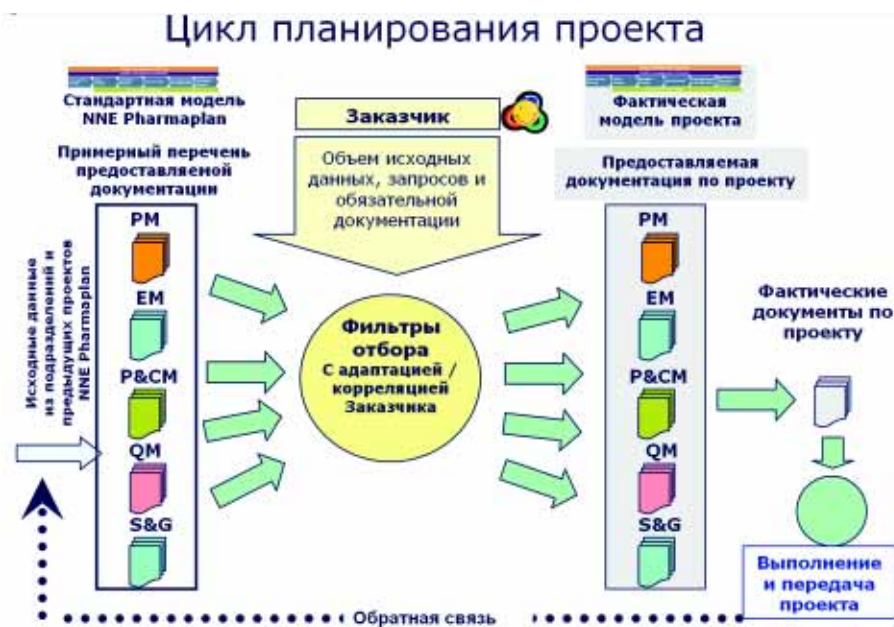 Цикл планирования проекта
Стандартная модель
NNE Pharmaplan
Примерный перечень
предоставляемой
документации
Исходные данные
из подразделений и
предыдущих проектов
NNE Pharmaplan
PM
EM
P&CM
QM
S&G
Заказчик
Объем исходных
данных, запросов и
обязательной
документации
Фильтры
отбора
С адаптацией /
корреляцией
Заказчика
Фактическая
модель проекта
Предоставляемая
документация по проекту
PM
EM
P&CM
QM
S&G
Фактические
документы по
проекту
Выполнение
и передача
проекта
Обратная связь